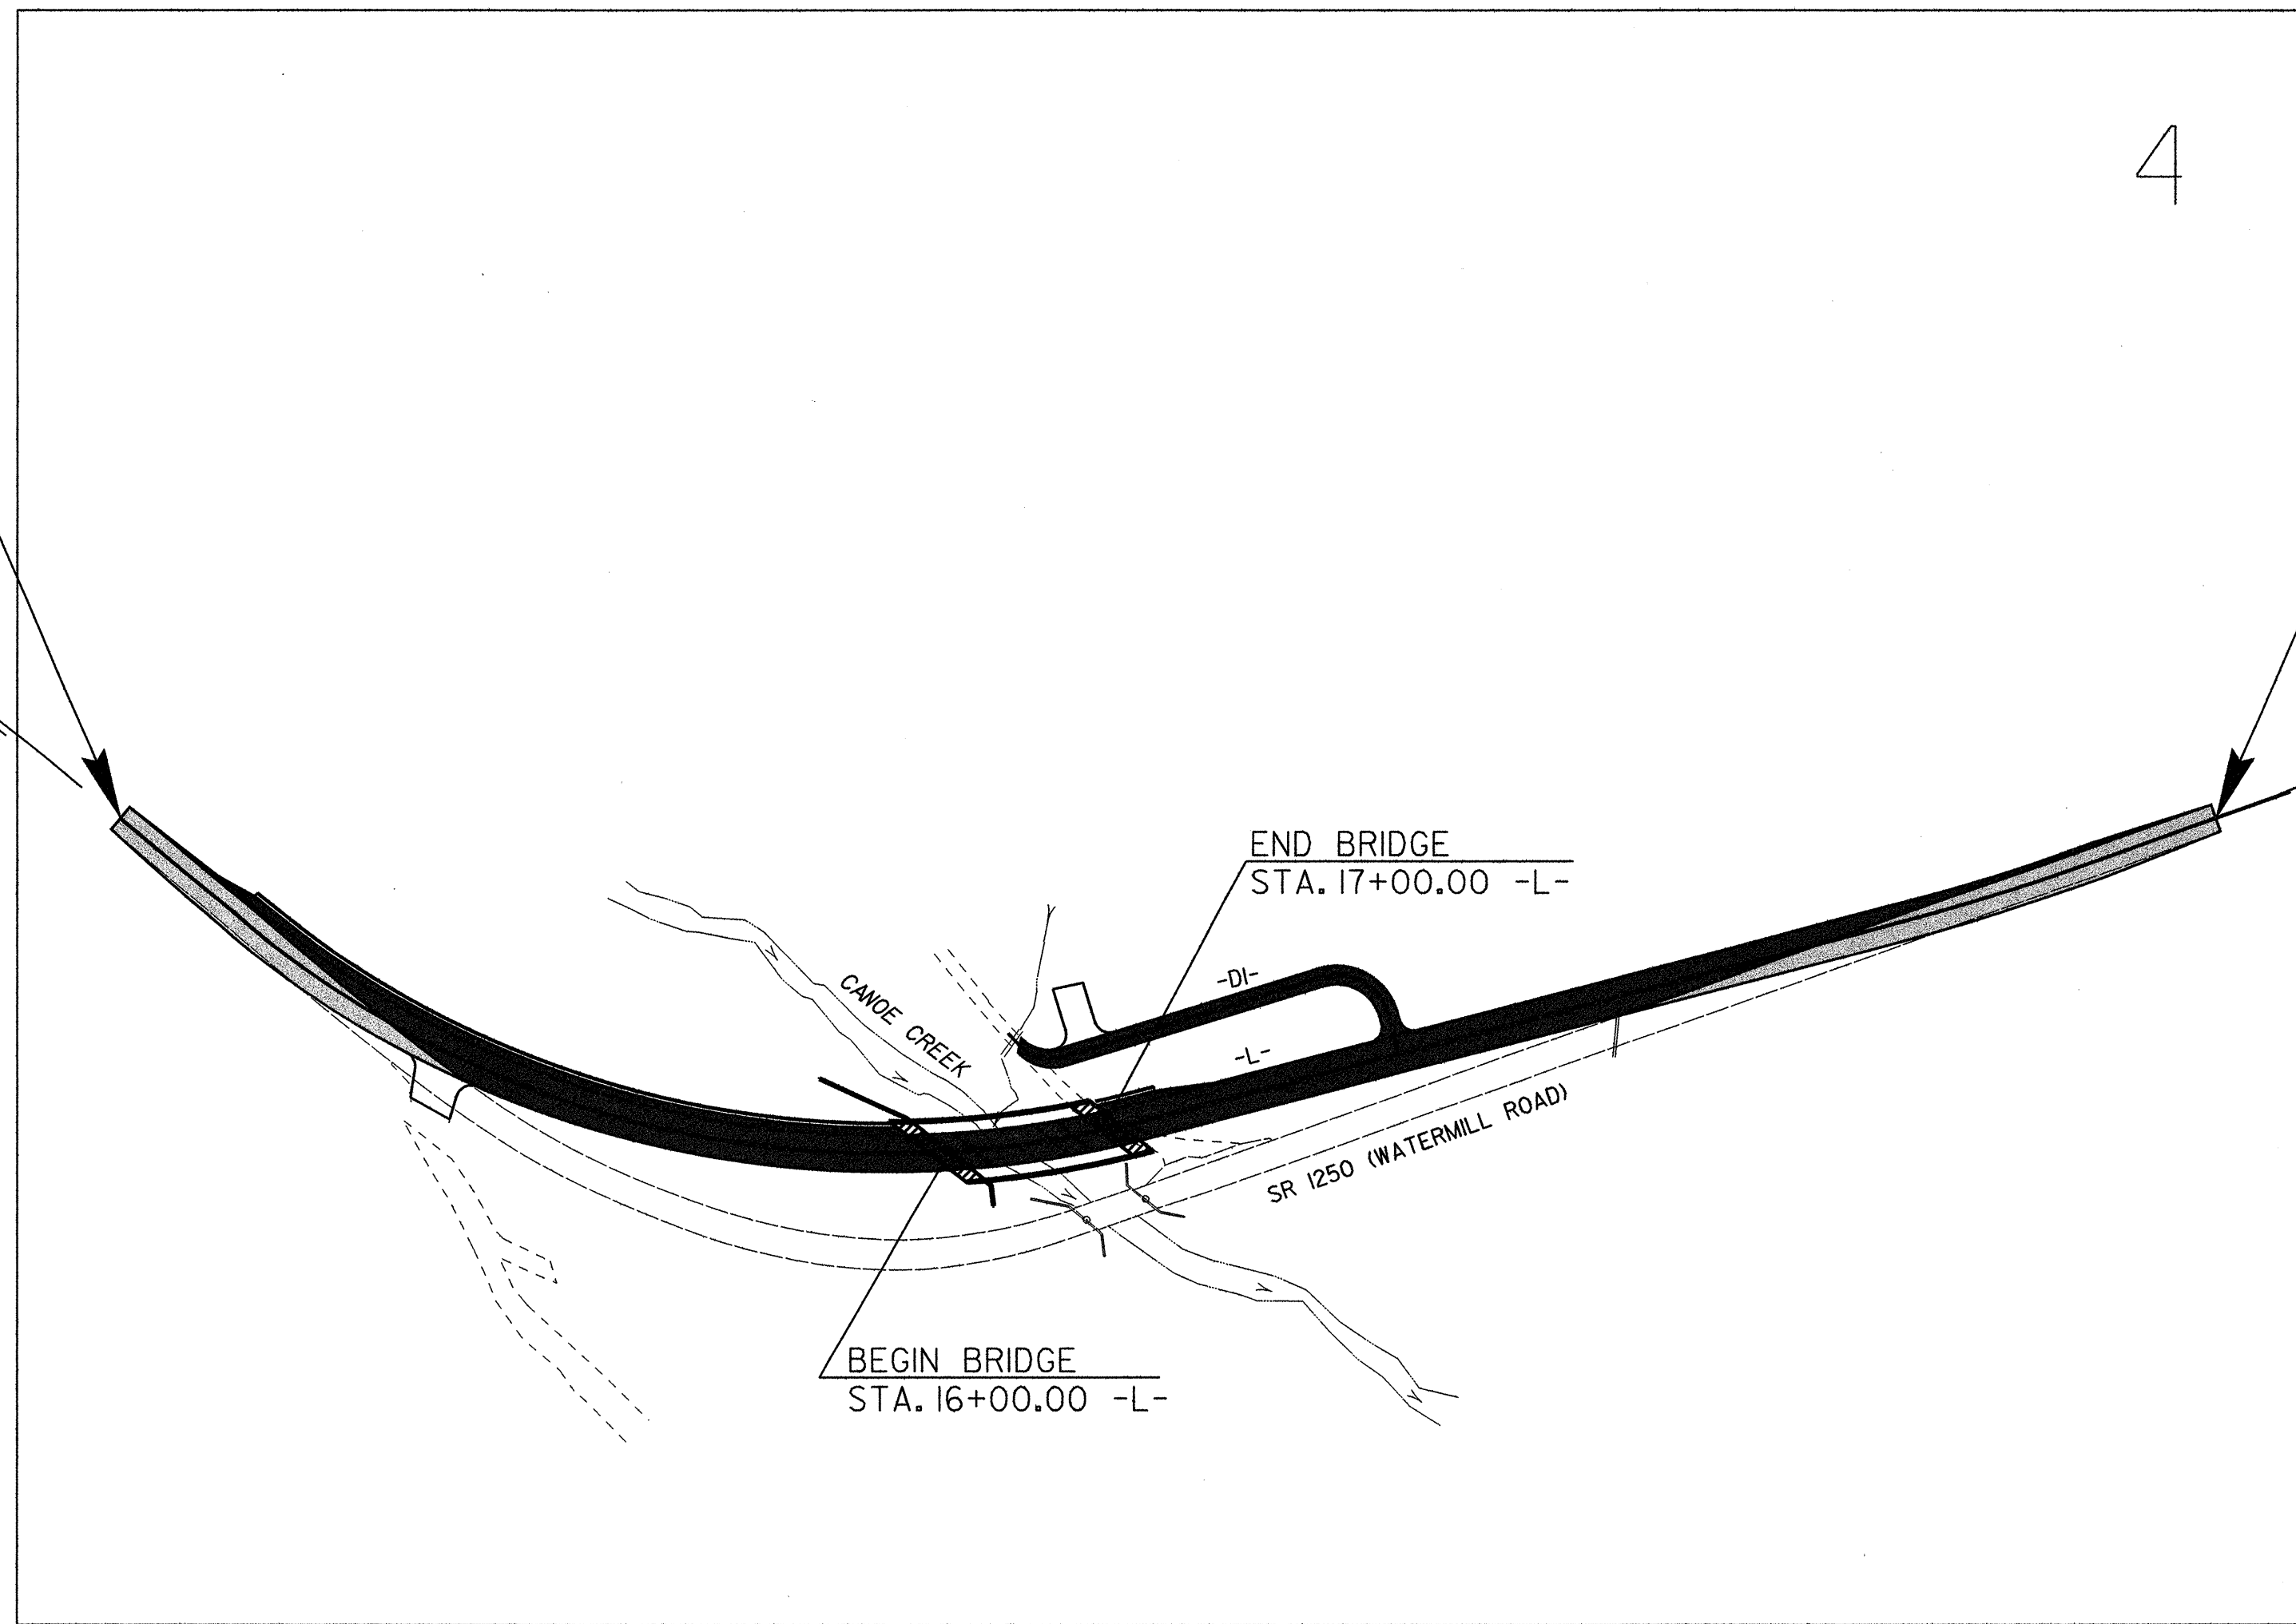 4
END BRIDGE
STA. 17+00.00 -L-
-D1-
CANOE CREEK
-L-
SR 1250 (WATERMILL ROAD)
BEGIN BRIDGE
STA. 16+00.00 -L-